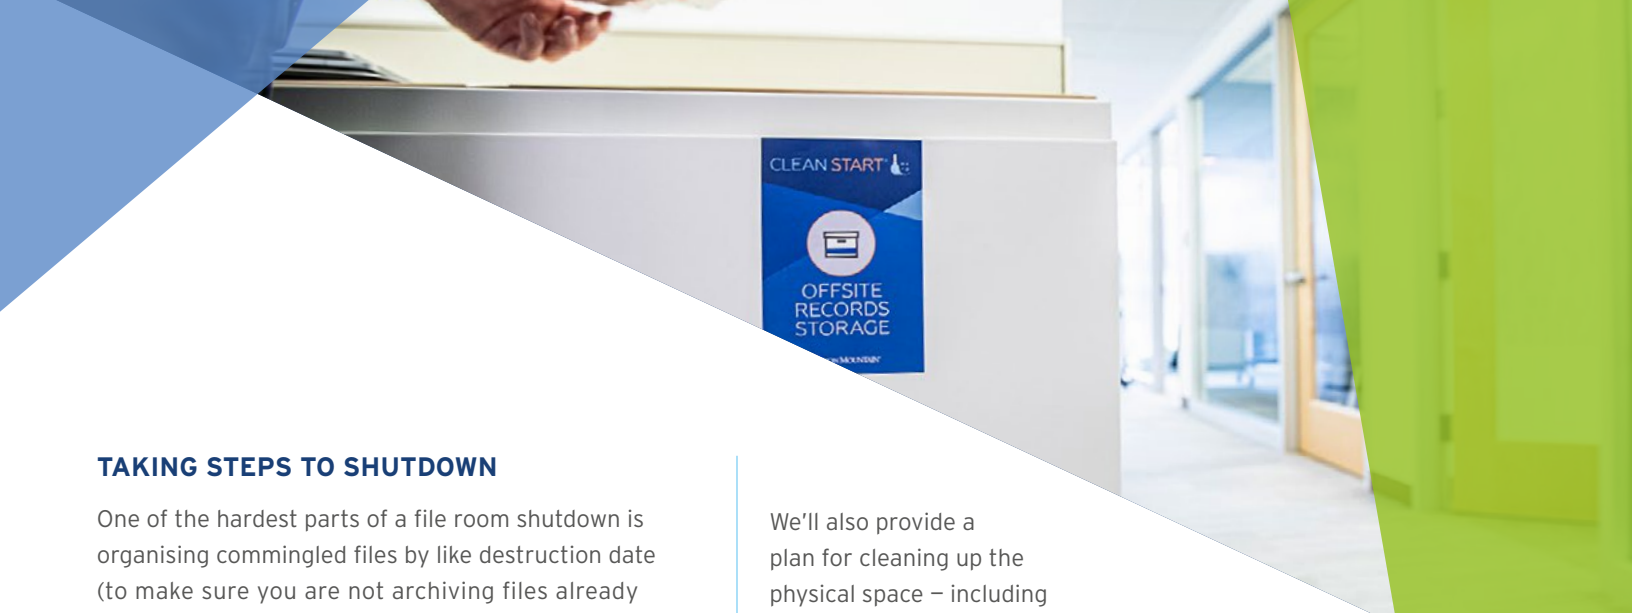 CLEAN START
OFFSITE
RECORDS
STORAGE
MOUNTAIN
TAKING STEPS TO SHUTDOWN
One of the hardest parts of a file room shutdown is
organising commingled files by like destruction date
(to make sure you are not archiving files already
We’ll also provide a
plan for cleaning up the
physical space – including